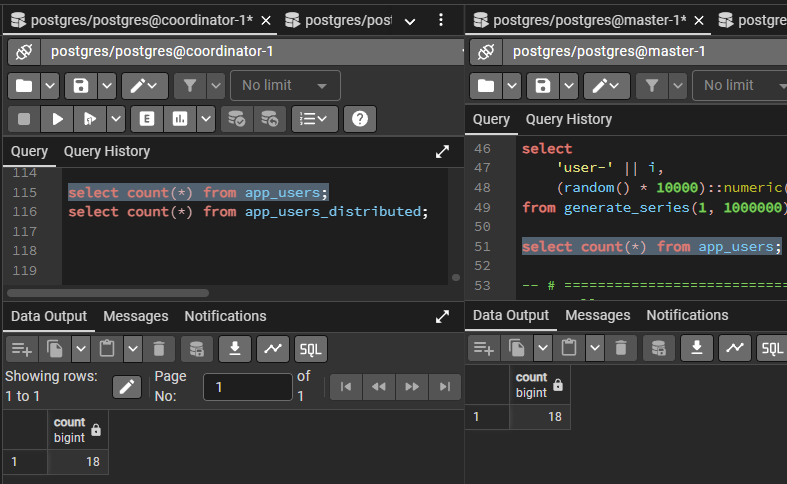 postgres/postgres@coordinator-1*
postgres/pos
postgres/postgres@coordinator-1
No limit
E
Query
Query History
114
115 select count(*) from app_users;
116 select count(*) from app_users_distributed;
117
118
119
Data Output
Messages
Notifications
SQL
Showing rows:
1 to 1
Page
No:
1
of
1
count
bigint
1
18
postgres/postgres@master-1*
postgre
postgres/postgres@master-1
No limit
Query
Query History
46 select
47 'user-' || i,
48 (random() * 10000)::numeric(
49 from generate_series(1, 1000000)
50
51 select count(*) from app_users;
52
53 -- # ============================
Data Output
Messages
Notifications
SQL
count
bigint
1
18